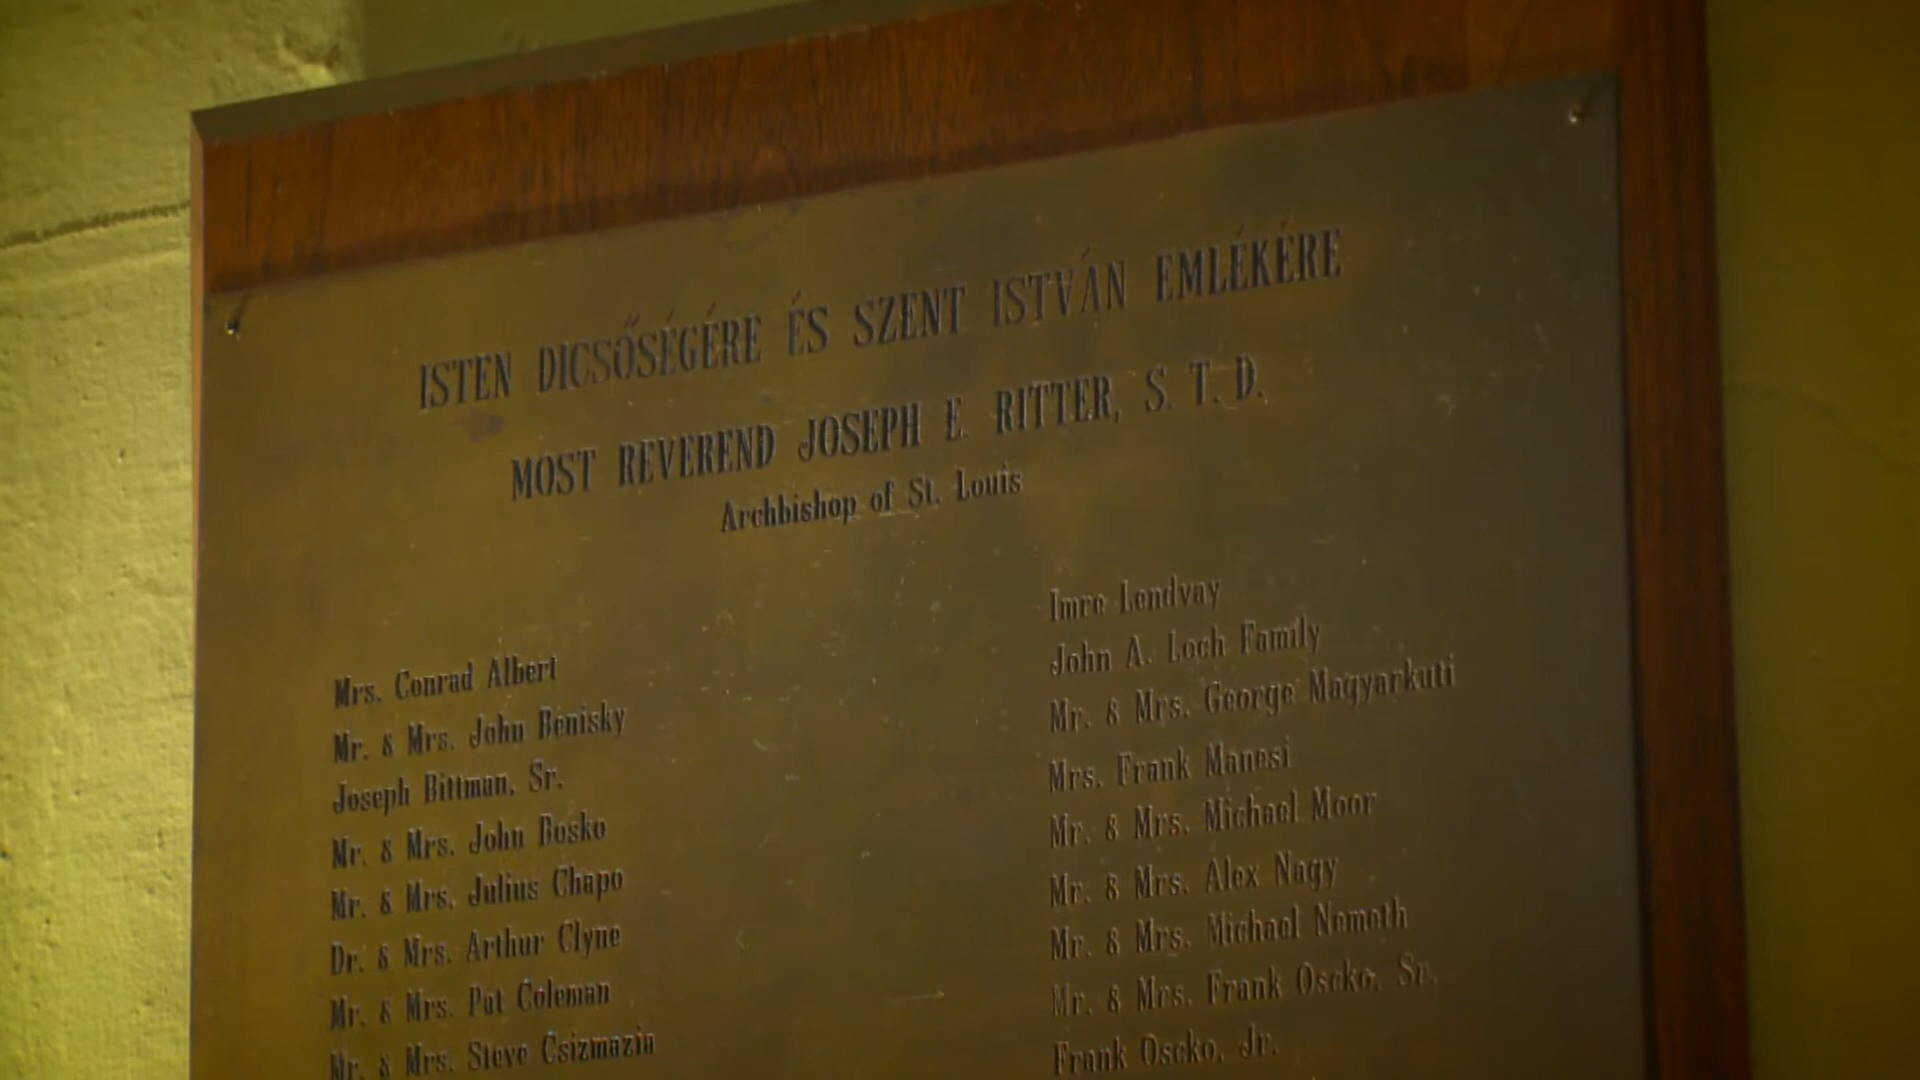 ISTEN DICSŐSÉGÉRE ÉS SZENT ISTVÁN EMLÉKÉRE
MOST REVEREND JOSEPH E. RITTER, S. T. D.
Archbishop of St. Louis
Mrs. Conrad Albert
Mr. & Mrs. John Benisky
Joseph Bittman, Sr.
Mr. & Mrs. John Bosko
Mr. & Mrs. Julius Chapo
Dr. & Mrs. Arthur Clyne
Mr. & Mrs. Pat Coleman
Mr. & Mrs. Steve Csizmazia
Imre Lendvay
John A. Loch Family
Mr. & Mrs. George Magyarkuti
Mrs. Frank Manesi
Mr. & Mrs. Michael Moor
Mr. & Mrs. Alex Nagy
Mr. & Mrs. Michael Nemeth
Mr. & Mrs. Frank Oscko, Sr.
Frank Oscko, Jr.